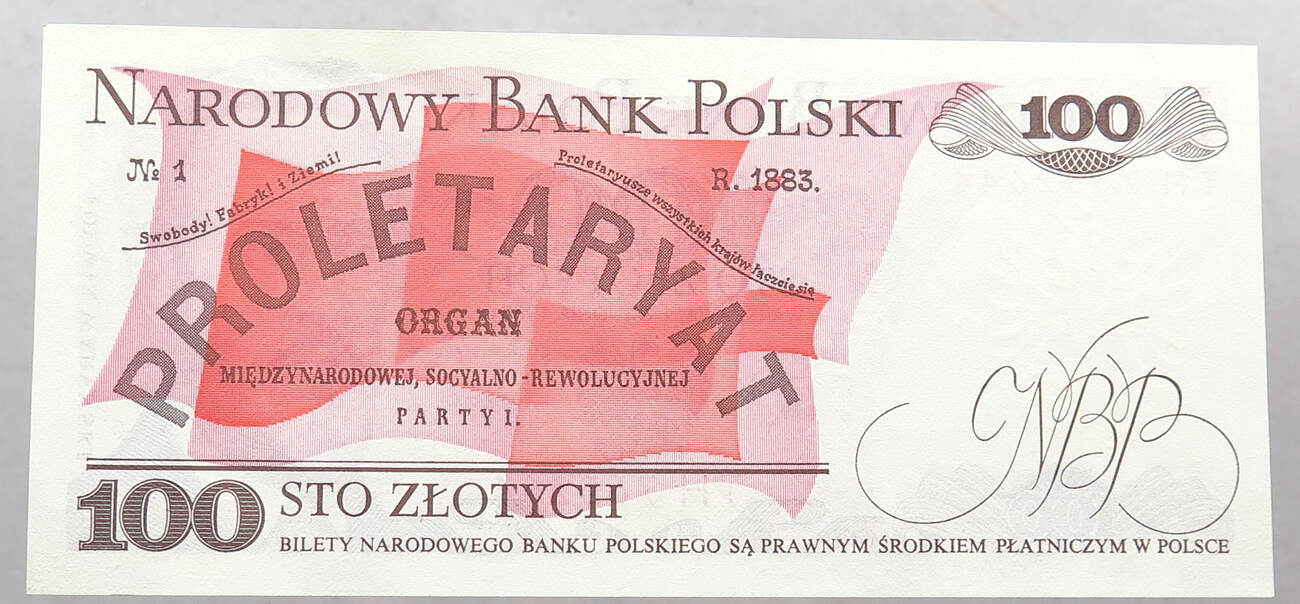 NARODOWY BANK POLSKI
100
№ 1
R. 1883.
Swobody! Fabryk! i Ziemi!
Proletaryusze wszystkich krajów łączcie się
PROLETARYAT
ORGAN
MIĘDZYNARODOWEJ, SOCYALNO-REWOLUCYJNEJ
PARTYI.
NBP
100 STO ZŁOTYCH
BILETY NARODOWEGO BANKU POLSKIEGO SĄ PRAWNYM ŚRODKIEM PŁATNICZYM W POLSCE